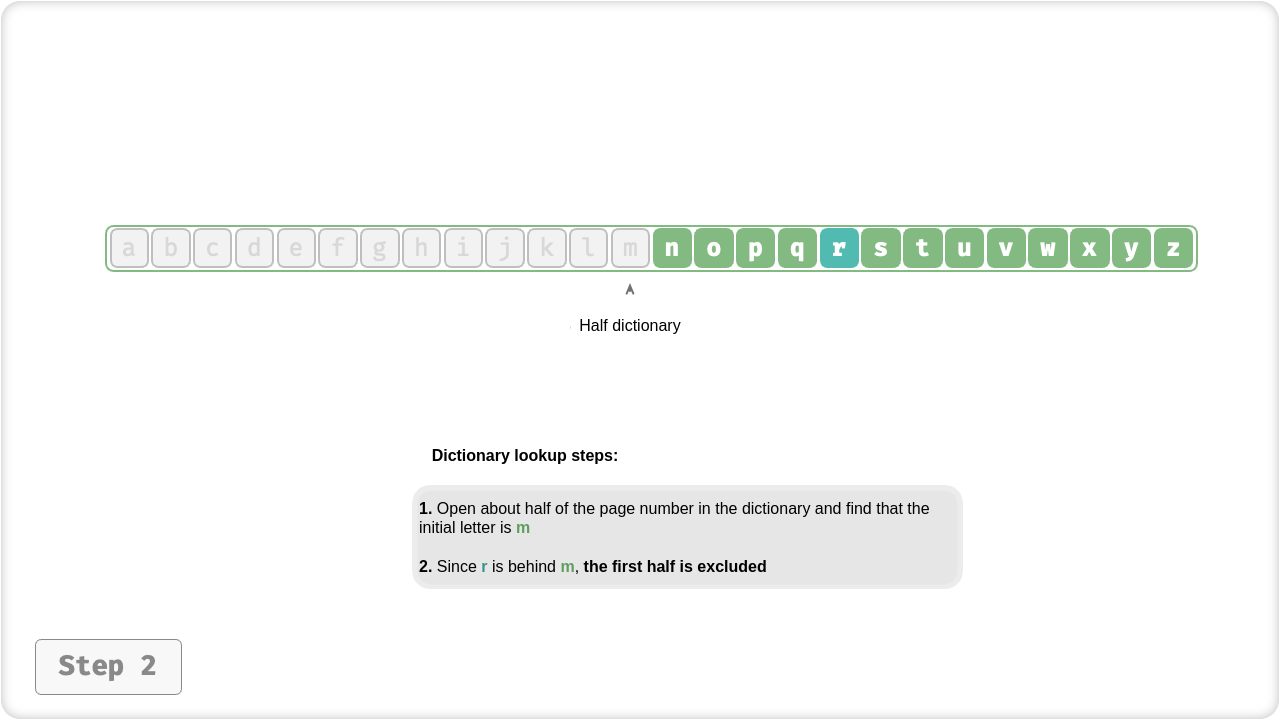 a b c d e f g h i j k l m n o p q r s t u v w x y z
Half dictionary
Dictionary lookup steps:
1. Open about half of the page number in the dictionary and find that the
initial letter is m
2. Since r is behind m, the first half is excluded
Step 2